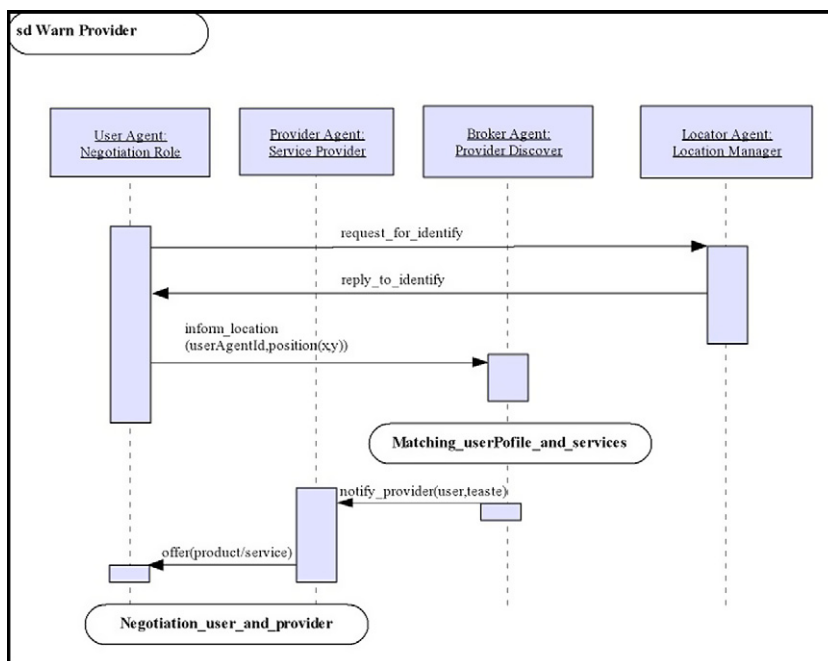 sd Warn Provider
User Agent:
Negotiation Role
Provider Agent:
Service Provider
Broker Agent:
Provider Discover
Locator Agent:
Location Manager
request_for_identify
reply_to_identify
inform_location
(userAgentId,position(x,y))
Matching_userPofile_and_services
notify_provider(user,teaste)
offer(product/service)
Negotiation_user_and_provider